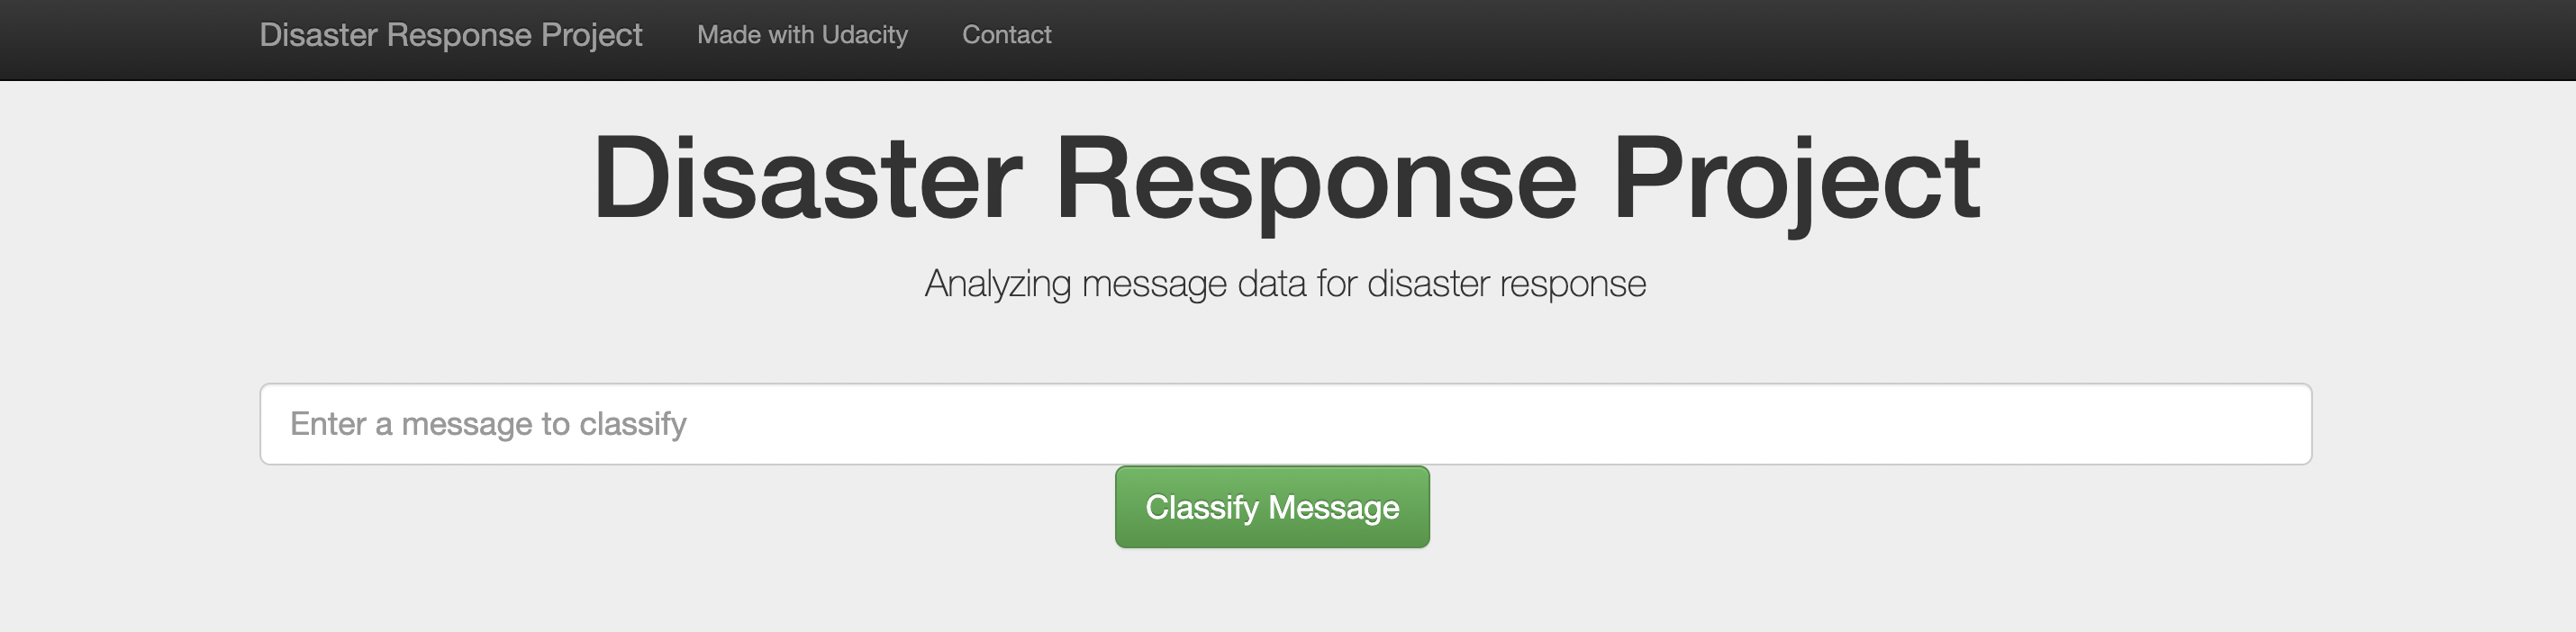 Disaster Response Project Made with Udacity Contact
Disaster Response Project
Analyzing message data for disaster response
Enter a message to classify
Classify Message